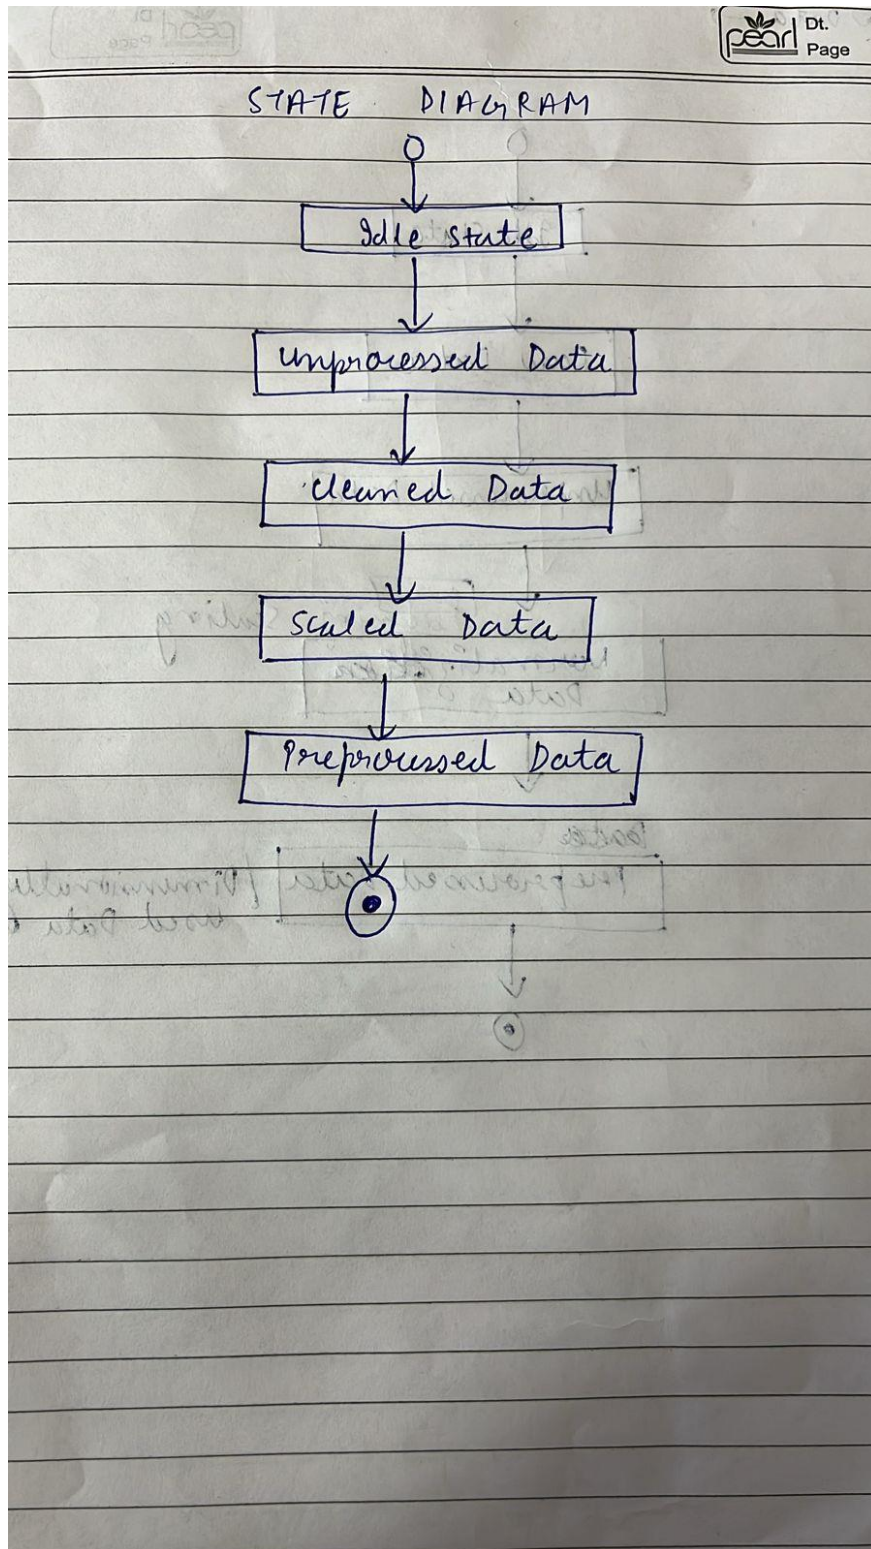 pearl Dt.
Page
STATE DIAGRAM
Idle state
Unprocessed Data
Cleaned Data
Scaled Data
Preprocessed Data